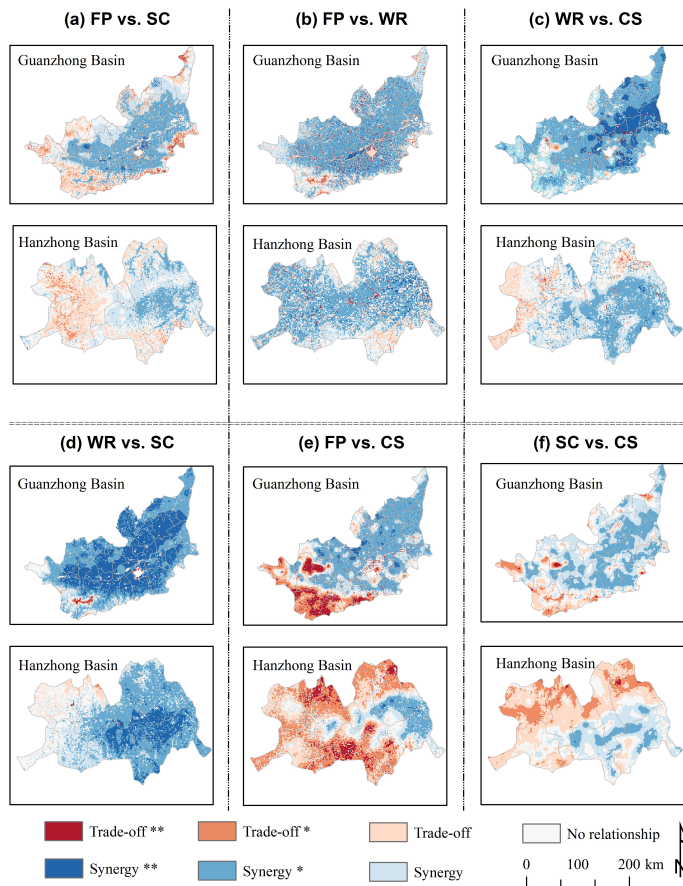 (a) FP vs. SC
(b) FP vs. WR
(c) WR vs. CS
Guanzhong Basin
Guanzhong Basin
Guanzhong Basin
Hanzhong Basin
Hanzhong Basin
Hanzhong Basin
(d) WR vs. SC
(e) FP vs. CS
(f) SC vs. CS
Guanzhong Basin
Guanzhong Basin
Guanzhong Basin
Hanzhong Basin
Hanzhong Basin
Hanzhong Basin
Trade-off **
Trade-off *
Trade-off
No relationship
Synergy **
Synergy *
Synergy
0 100 200 km